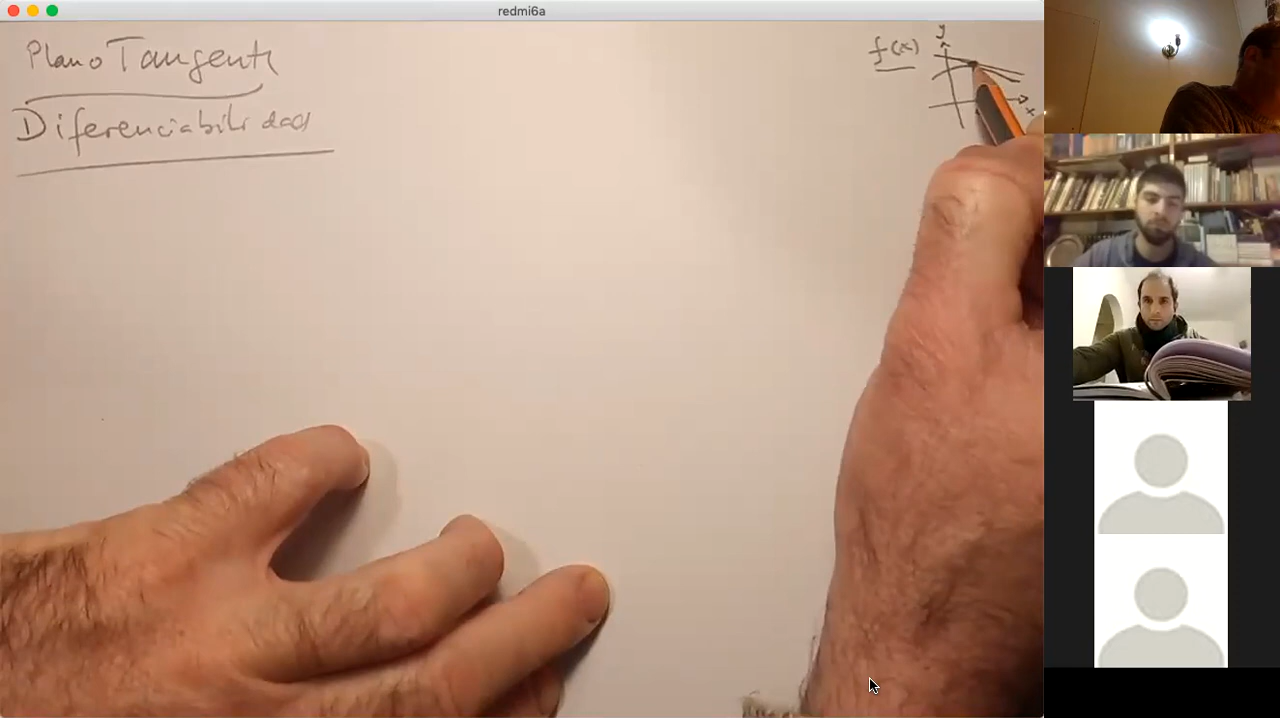 redmi6a
Plano Tangente
Diferenciabilidad
f(x)
y
x